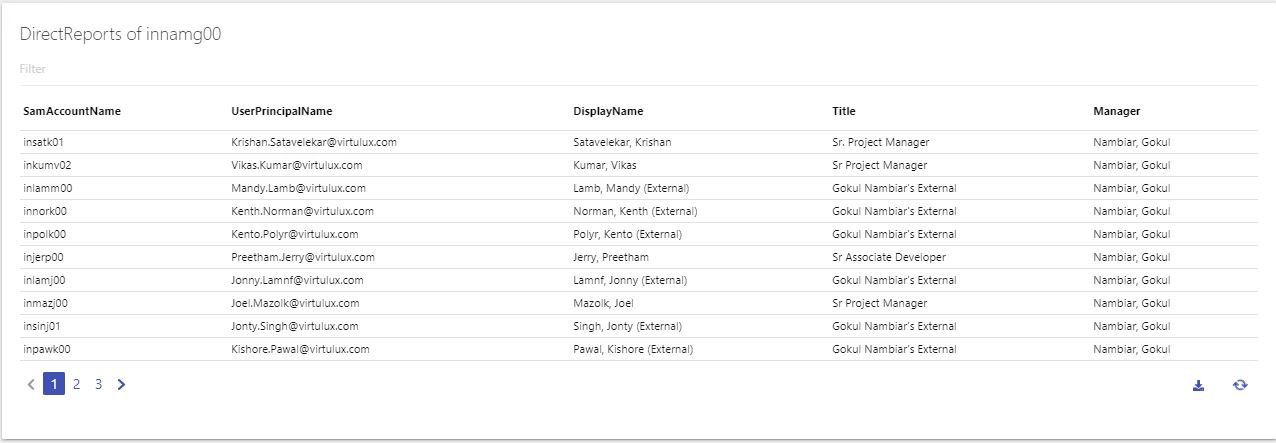 DirectReports of innamg00
Filter
SamAccountName UserPrincipalName DisplayName Title Manager
insatk01 Krishan.Satavelekar@virtulux.com Satavelekar, Krishan Sr. Project Manager Nambiar, Gokul
inkumv02 Vikas.Kumar@virtulux.com Kumar, Vikas Sr Project Manager Nambiar, Gokul
inlamm00 Mandy.Lamb@virtulux.com Lamb, Mandy (External) Gokul Nambiar's External Nambiar, Gokul
innork00 Kenth.Norman@virtulux.com Norman, Kenth (External) Gokul Nambiar's External Nambiar, Gokul
inpolk00 Kento.Polyr@virtulux.com Polyr, Kento (External) Gokul Nambiar's External Nambiar, Gokul
injerp00 Preetham.Jerry@virtulux.com Jerry, Preetham Sr Associate Developer Nambiar, Gokul
inlamj00 Jonny.Lamnf@virtulux.com Lamnf, Jonny (External) Gokul Nambiar's External Nambiar, Gokul
inmazj00 Joel.Mazolk@virtulux.com Mazolk, Joel Sr Project Manager Nambiar, Gokul
insinj01 Jonty.Singh@virtulux.com Singh, Jonty (External) Gokul Nambiar's External Nambiar, Gokul
inpawk00 Kishore.Pawal@virtulux.com Pawal, Kishore (External) Gokul Nambiar's External Nambiar, Gokul
1 2 3